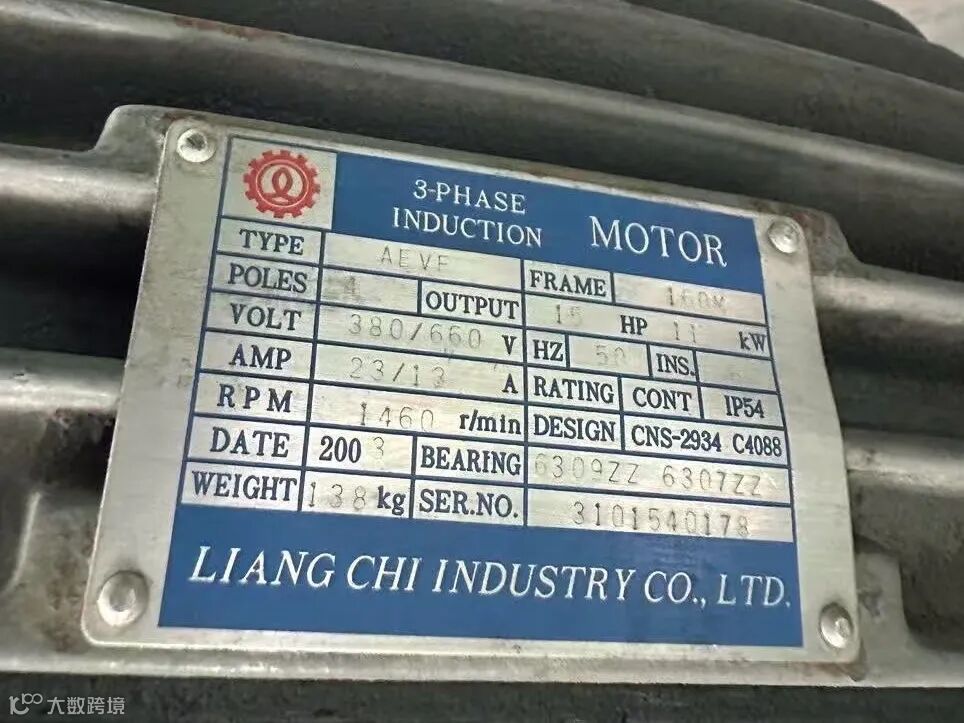 3-PHASE
INDUCTION MOTOR
TYPE AEVF FRAME 160M
POLES 4 OUTPUT 15 HP 11 kW
VOLT 380/660 V HZ 50 INS.
AMP 23/13 A RATING CONT IP54
RPM 1460 r/min DESIGN CNS-2934 C4088
DATE 2003 BEARING 6309ZZ 6307ZZ
WEIGHT 138 kg SER.NO. 3101540178
LIANG CHI INDUSTRY CO., LTD.
大数跨境